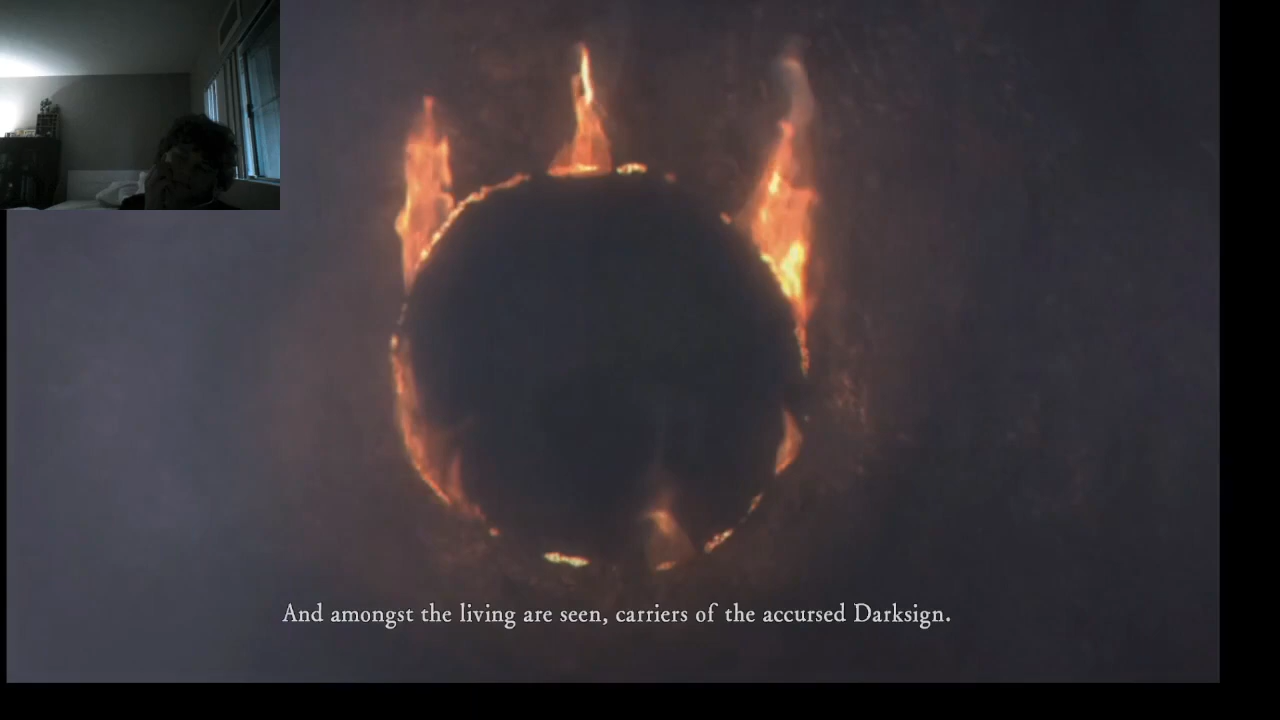 And amongst the living are seen, carriers of the accursed Darksign.